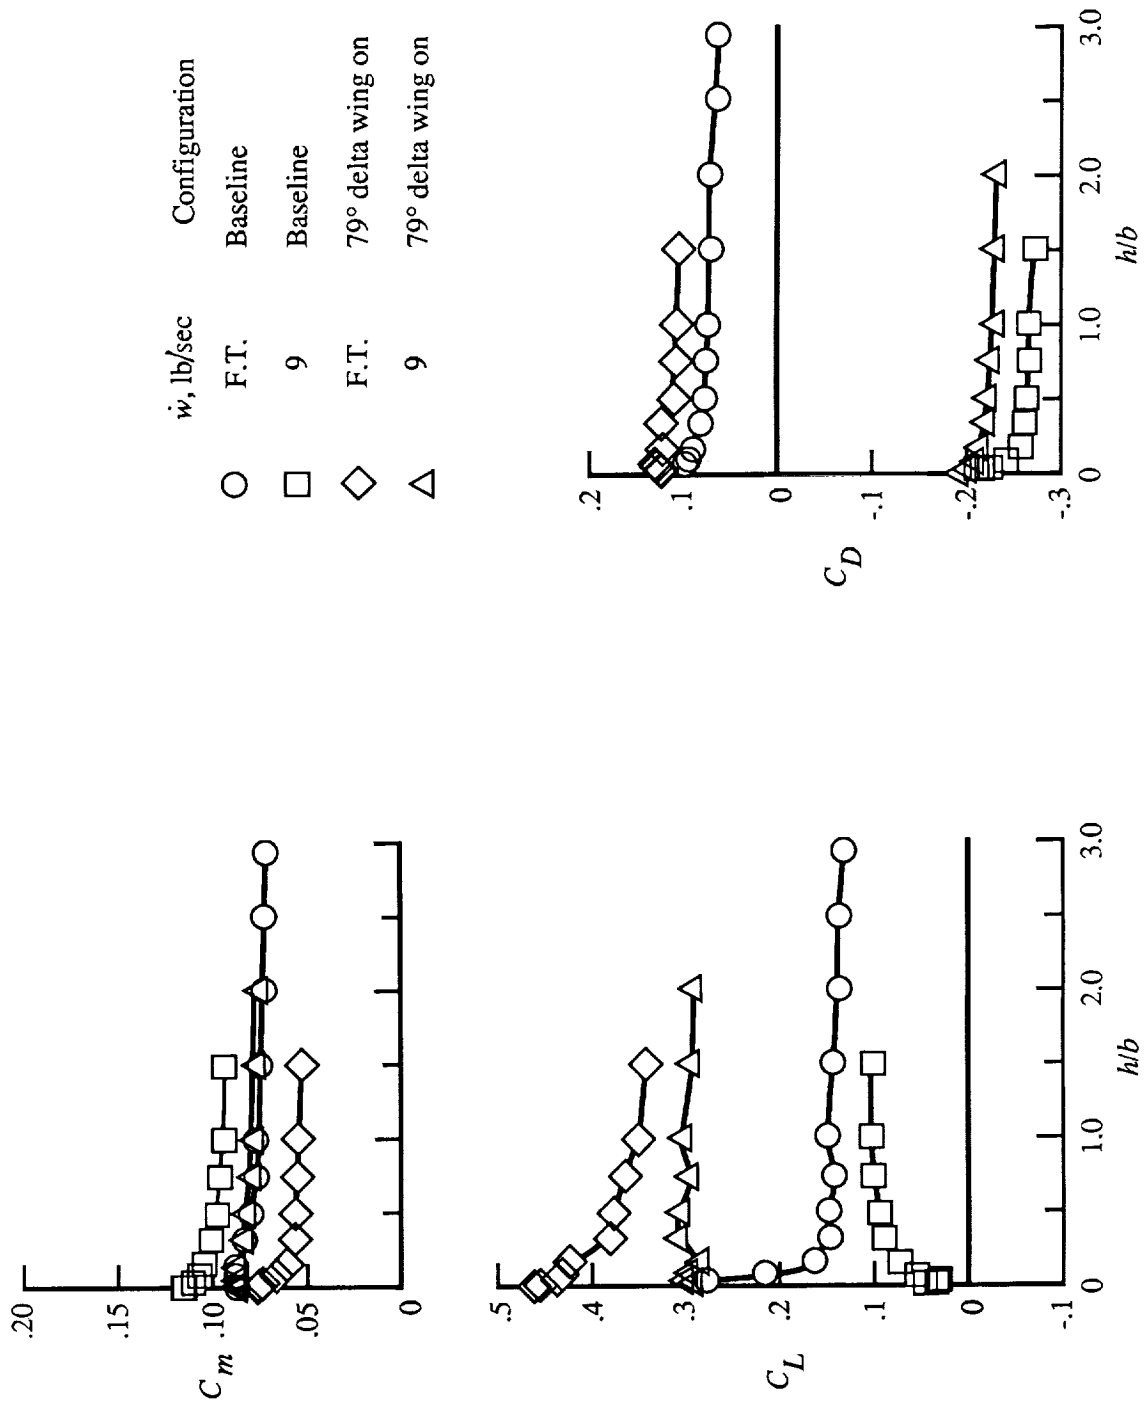 ẇ, lb/sec Configuration
F.T. Baseline
9 Baseline
F.T. 79° delta wing on
9 79° delta wing on
.20
.15
.10
.05
0
C_m
.5
.4
.3
.2
.1
0
-.1
C_L
0 1.0 2.0 3.0
h/b
.2
.1
0
-.1
-.2
-.3
C_D
0 1.0 2.0 3.0
h/b